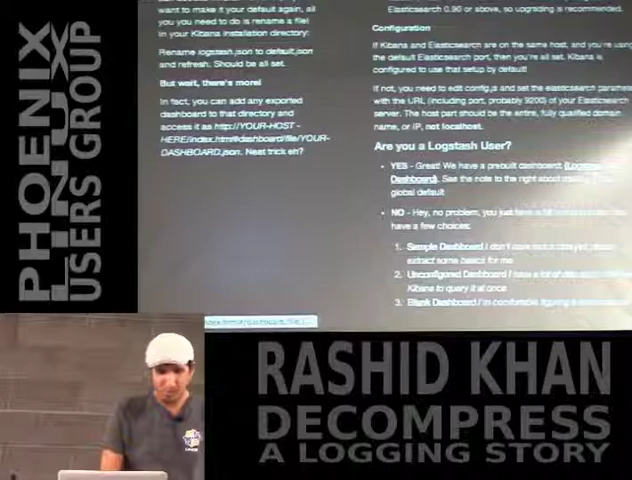 PHOENIX
LINUX
USERS GROUP
want to make it your default again, all
you need to do is rename a file!
in your Kibana installation directory:
Rename logstash.json to default.json
and refresh. Should be all set.
But wait, there's more!
In fact, you can add any exported
dashboard to that directory and
access it as http://YOUR-HOST -
HERE/index.html#dashboard/file/YOUR-
DASHBOARD.json. Neat trick eh?
Elasticsearch 0.90 or above, so upgrading is recommended.
Configuration
If Kibana and Elasticsearch are on the same host, and you're using
the default Elasticsearch port, then you're all set. Kibana is
configured to use that setup by default!
If not, you need to edit config.js and set the elasticsearch parameter
with the URL (including port, probably 9200) of your Elasticsearch
server. The host part should be the entire, fully qualified domain
name, or IP, not localhost.
Are you a Logstash User?
YES - Great! We have a prebuilt dashboard: (Logstash
Dashboard). See the note to the right about
global default
NO - Hey, no problem, you just have a
have a few choices:
1. Sample Dashboard
extract some basics for me
2. Unconfigured Dashboard I have a lot of
Kibana to query it all at once
3. Blank Dashboard I'm comfortable
RASHID KHAN
DECOMPRESS
A LOGGING STORY